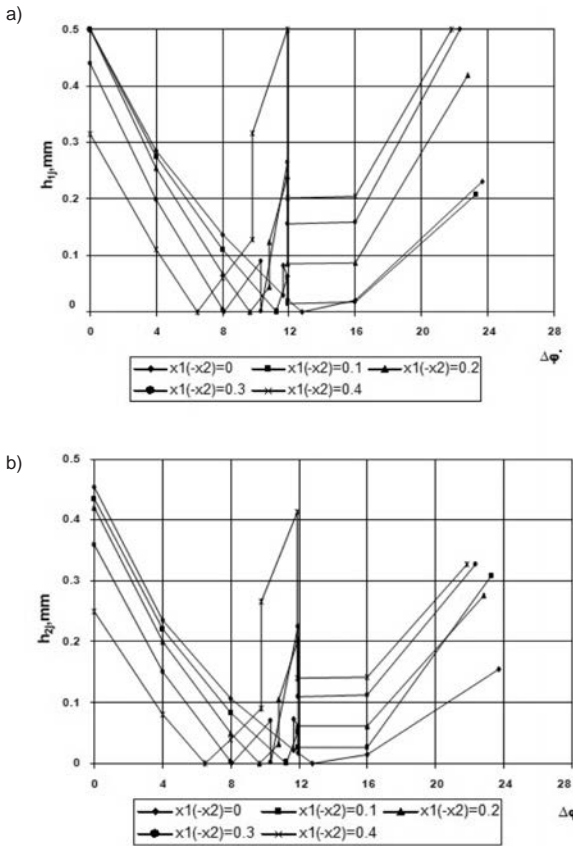 a)
0.5
0.4
0.3
0.2
0.1
0
h1j,mm
0 4 8 12 16 20 24 28
Δφ°
x1(-x2)=0 x1(-x2)=0.1 x1(-x2)=0.2
x1(-x2)=0.3 x1(-x2)=0.4
b)
0.5
0.4
0.3
0.2
0.1
0
h2j,mm
0 4 8 12 16 20 24 28
x1(-x2)=0 x1(-x2)=0.1 x1(-x2)=0.2 Δφ
x1(-x2)=0.3 x1(-x2)=0.4